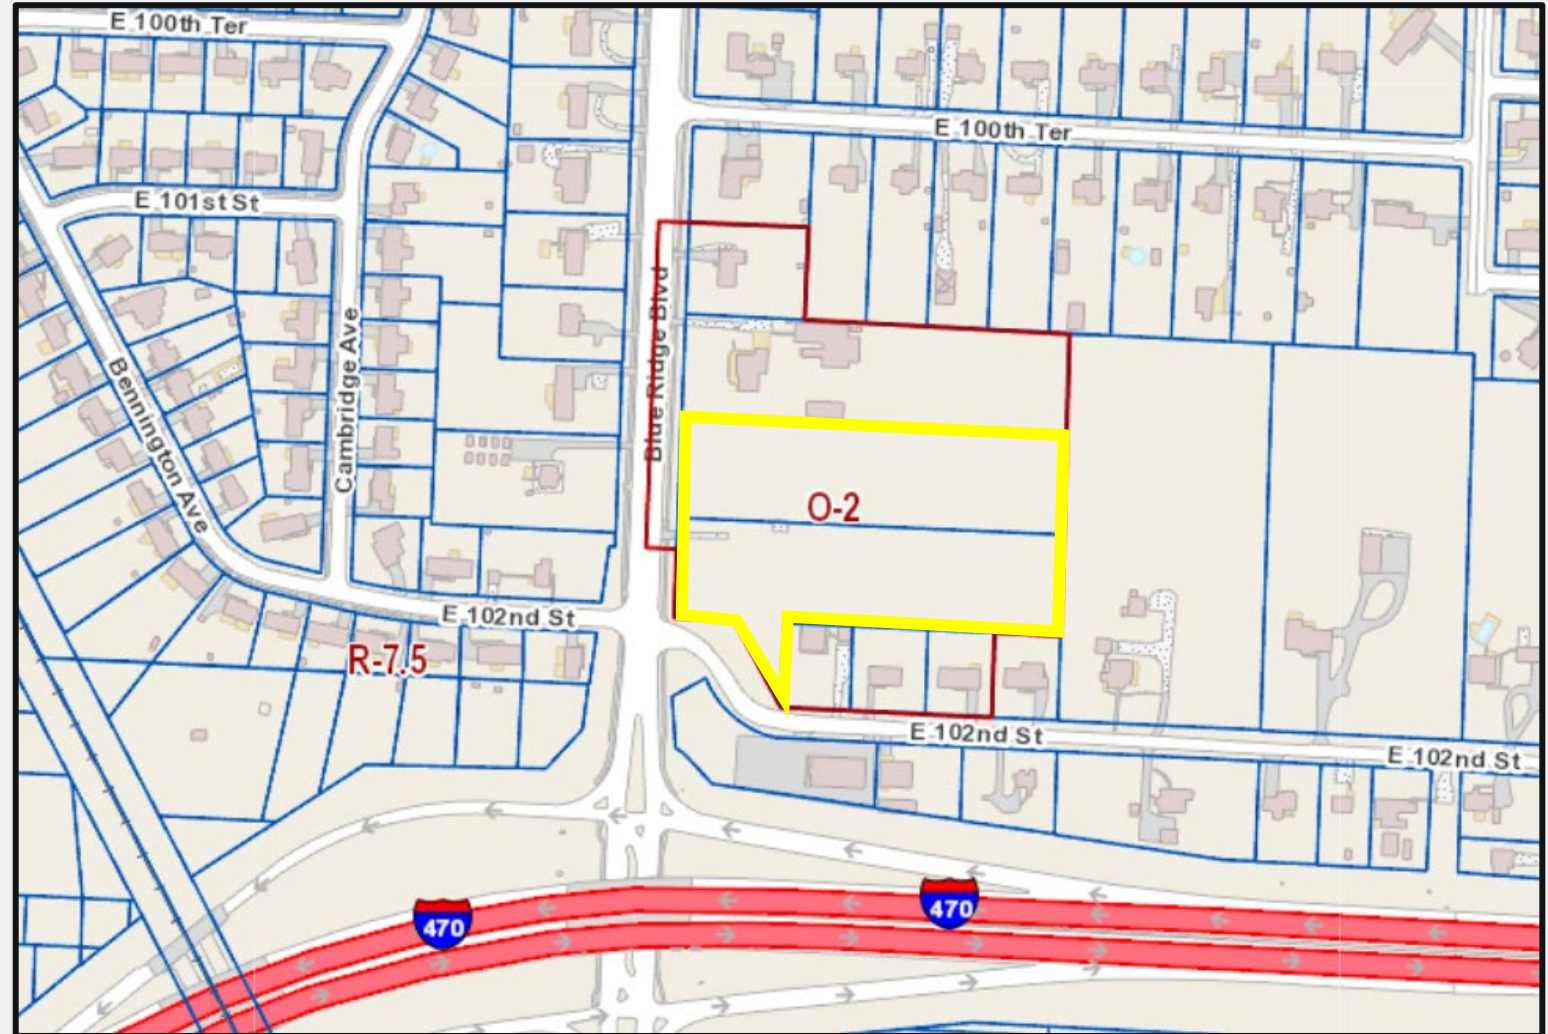 E 100th Ter
E 100th Ter
E 101st St
Blue Ridge Blvd
Cambridge Ave
Bennington Ave
O-2
E 102nd St
R-7.5
E 102nd St
E 102nd St
470
470